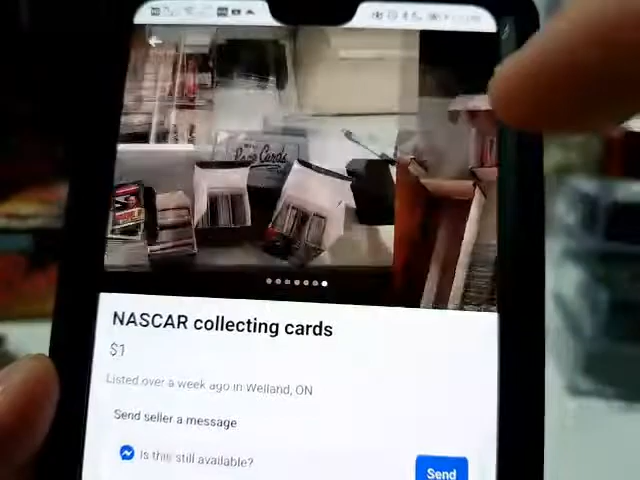 Cards
NASCAR collecting cards
$1
Listed over a week ago in Welland, ON
Send seller a message
Is this still available?
Send